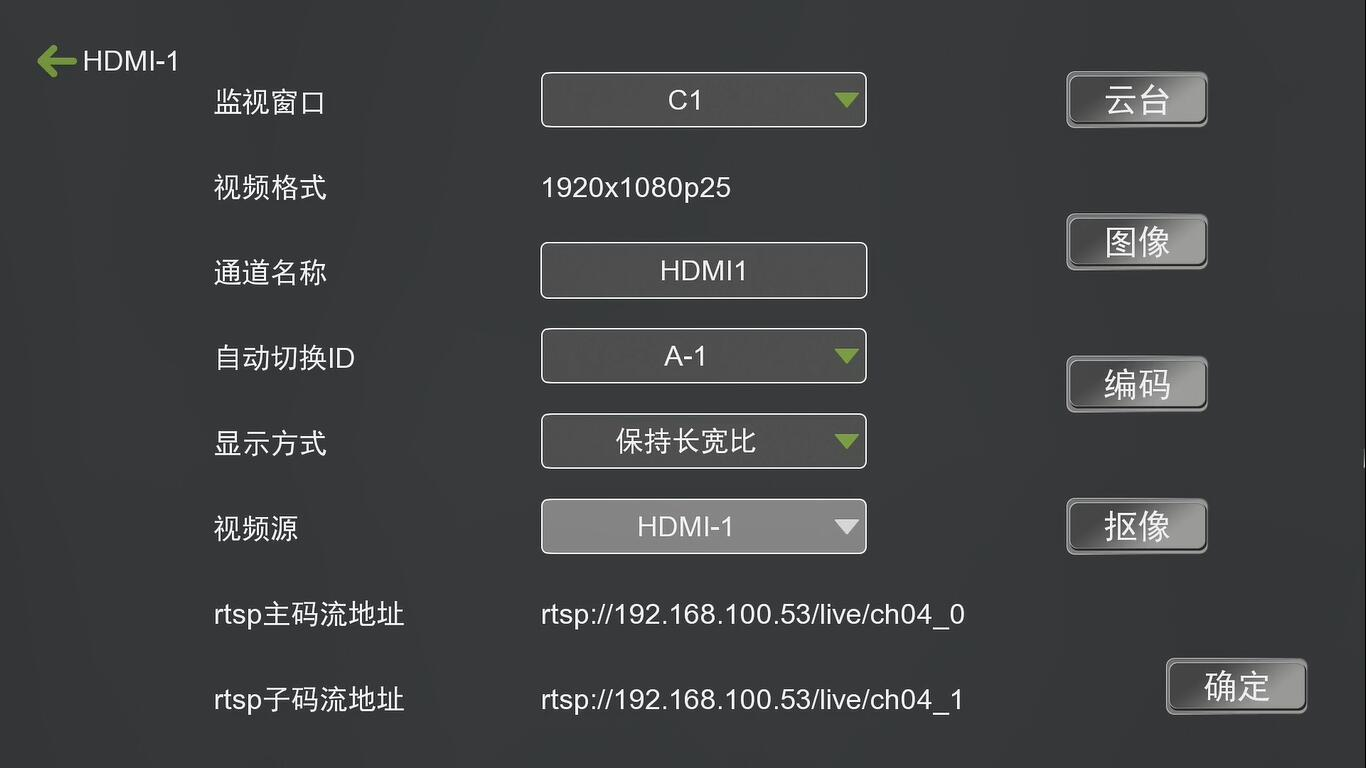 HDMI-1
监视窗口 C1 云台
视频格式 1920x1080p25
通道名称 HDMI1 图像
自动切换ID A-1
显示方式 保持长宽比 编码
视频源 HDMI-1 抠像
rtsp主码流地址 rtsp://192.168.100.53/live/ch04_0
rtsp子码流地址 rtsp://192.168.100.53/live/ch04_1
确定